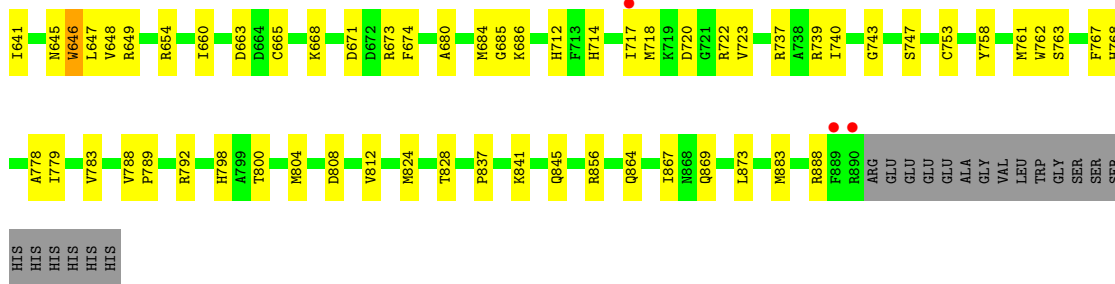 I641 N645 W646 L647 V648 R649 R654 I660 D663 D664 C665 K668 D671 D672 R673 F674 A680 M684 G685 K686 H712 F713 H714 I717 M718 K719 D720 G721 R722 V723 R737 A738 R739 I740 G743 S747 C753 Y758 M761 W762 S763 F767 H768
A778 I779 V783 V788 P789 R792 H798 A799 T800 M804 D808 V812 M824 T828 P837 K841 Q845 R856 Q864 I867 N868 Q869 L873 M883 R888 F889 R890 ARG GLU GLU GLU GLU ALA GLY VAL LEU TRP GLY SER SER SER
HIS HIS HIS HIS HIS HIS